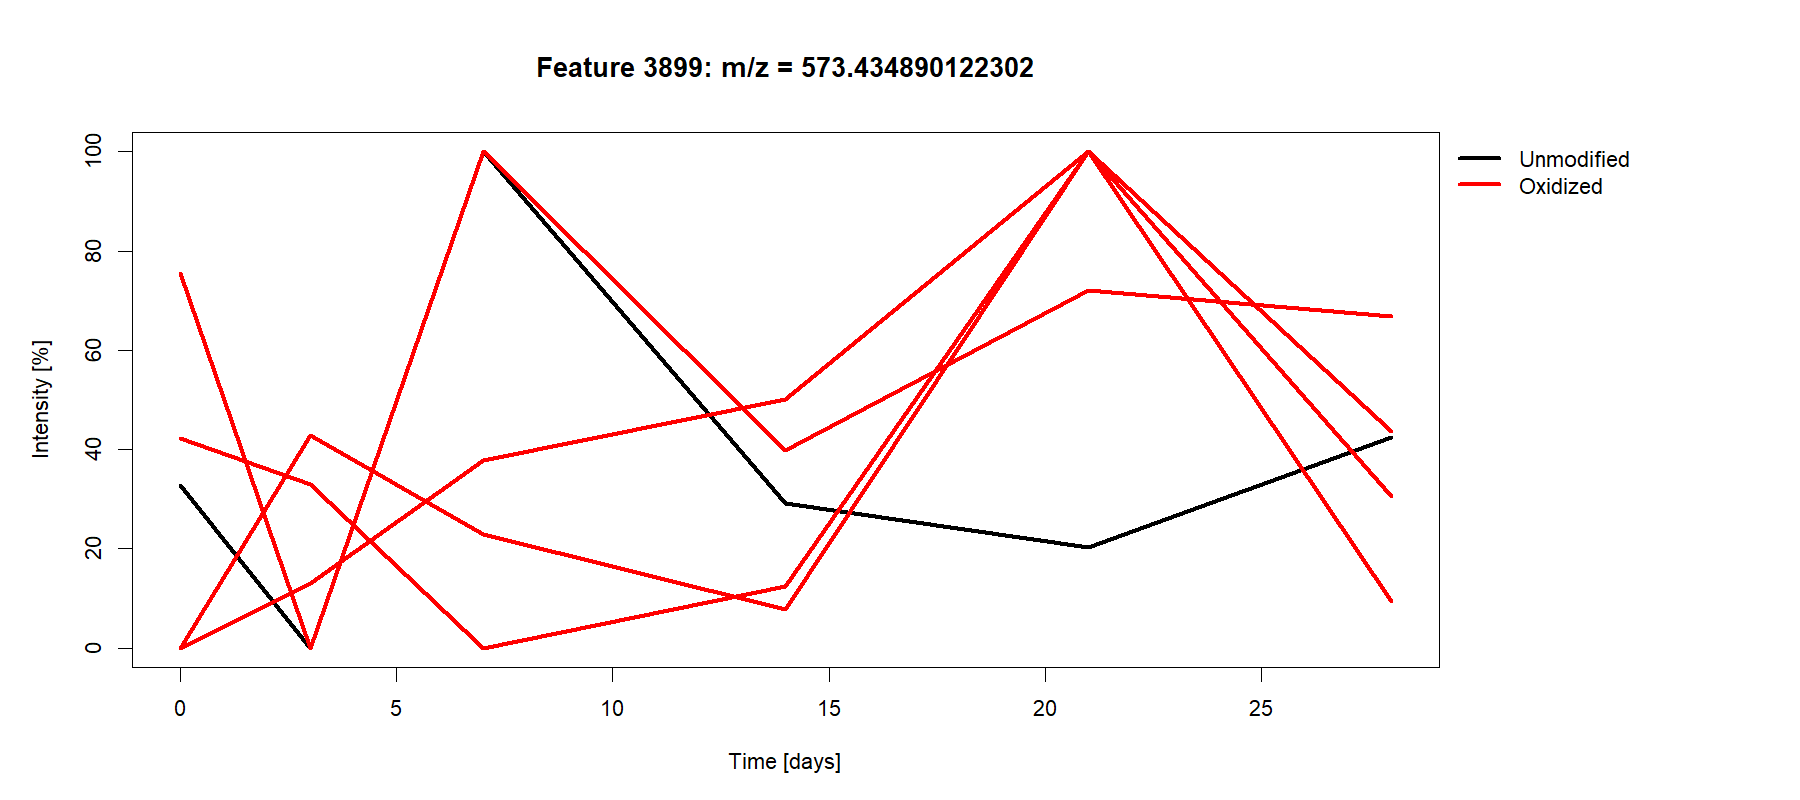 Feature 3899: m/z = 573.434890122302
Unmodified
Oxidized
Intensity [%]
100
80
60
40
20
0
0 5 10 15 20 25
Time [days]